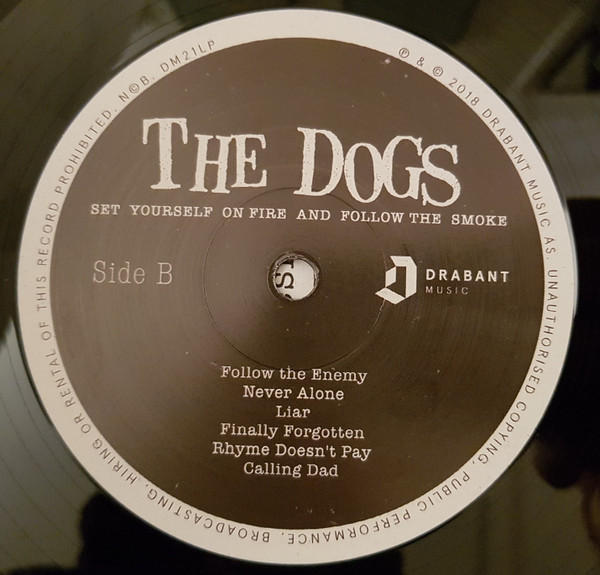 THE DOGS
SET YOURSELF ON FIRE AND FOLLOW THE SMOKE
Side B
DRABANT
MUSIC
Follow the Enemy
Never Alone
Liar
Finally Forgotten
Rhyme Doesn't Pay
Calling Dad
℗ & © 2018 DRABANT MUSIC AS. UNAUTHORISED COPYING, PUBLIC PERFORMANCE, BROADCASTING, HIRING OR RENTAL OF THIS RECORD PROHIBITED. N©B. DM21LP